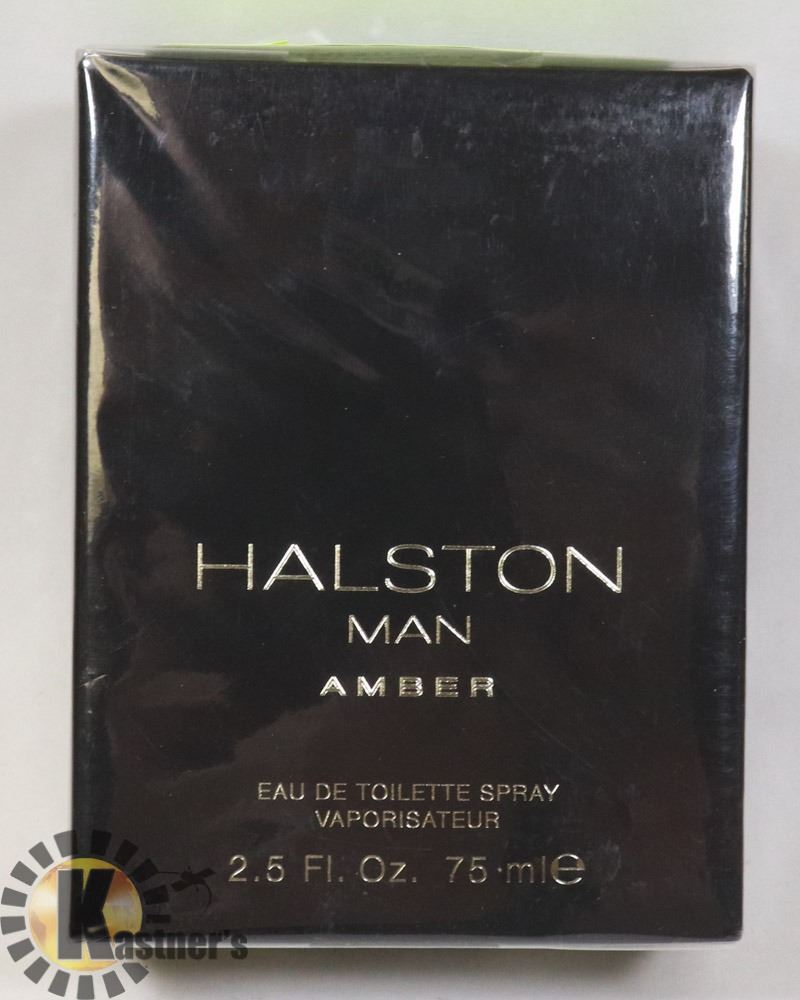 HALSTON
MAN
AMBER
EAU DE TOILETTE SPRAY
VAPORISATEUR
2.5 Fl. Oz. 75 ml℮
Kastner's